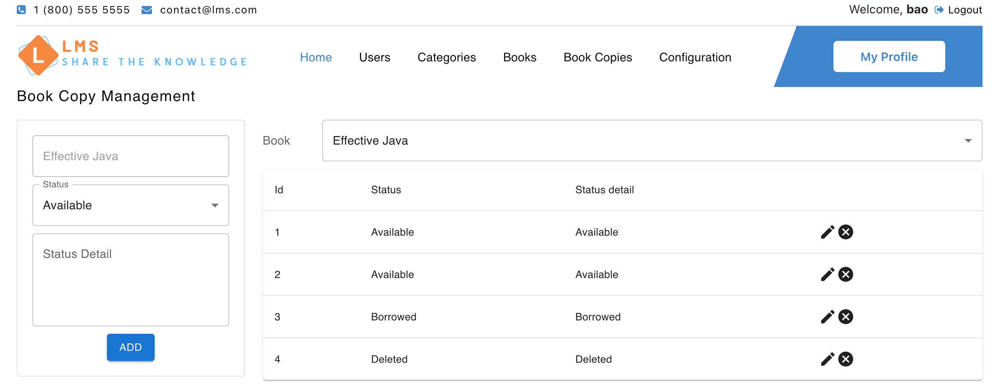 1 (800) 555 5555 contact@lms.com Welcome, bao Logout
L LMS
SHARE THE KNOWLEDGE
Home Users Categories Books Book Copies Configuration My Profile
Book Copy Management
Effective Java
Status
Available
Status Detail
ADD
Book Effective Java
Id Status Status detail
1 Available Available
2 Available Available
3 Borrowed Borrowed
4 Deleted Deleted